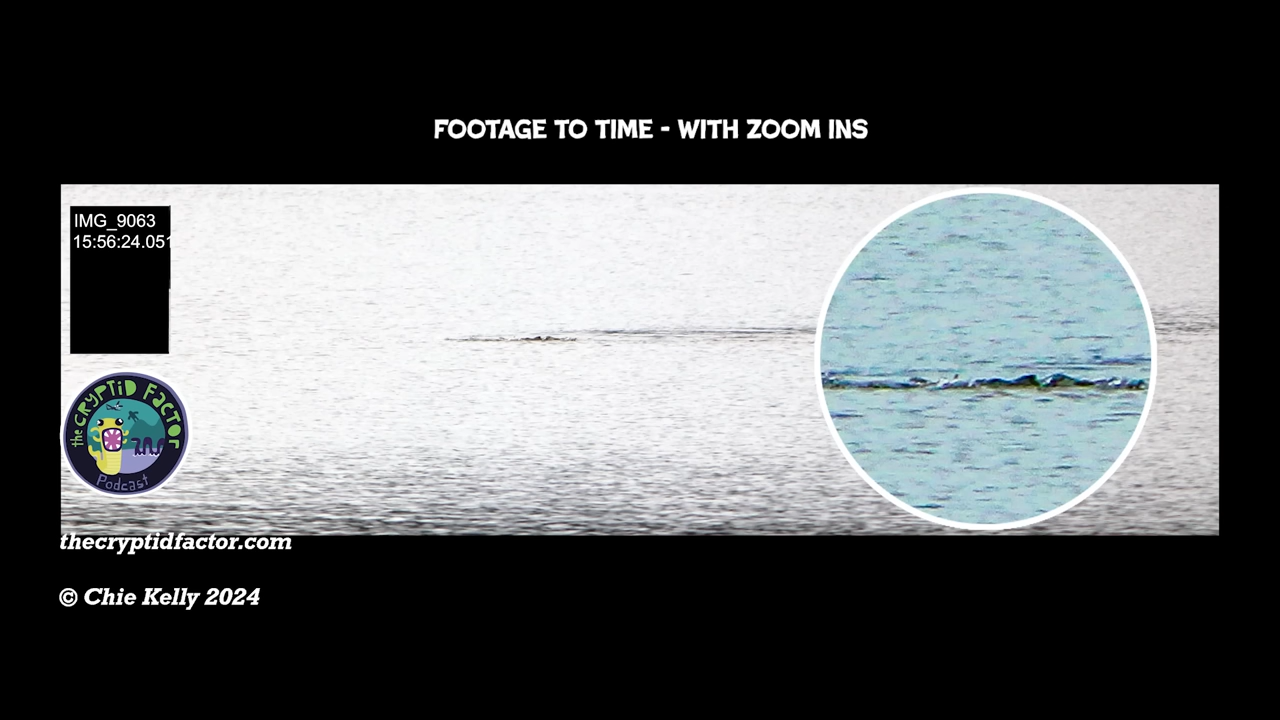 FOOTAGE TO TIME - WITH ZOOM INS
IMG_9063
15:56:24.051
the CRYPTID FACTOR
Podcast
thecryptidfactor.com
© Chie Kelly 2024